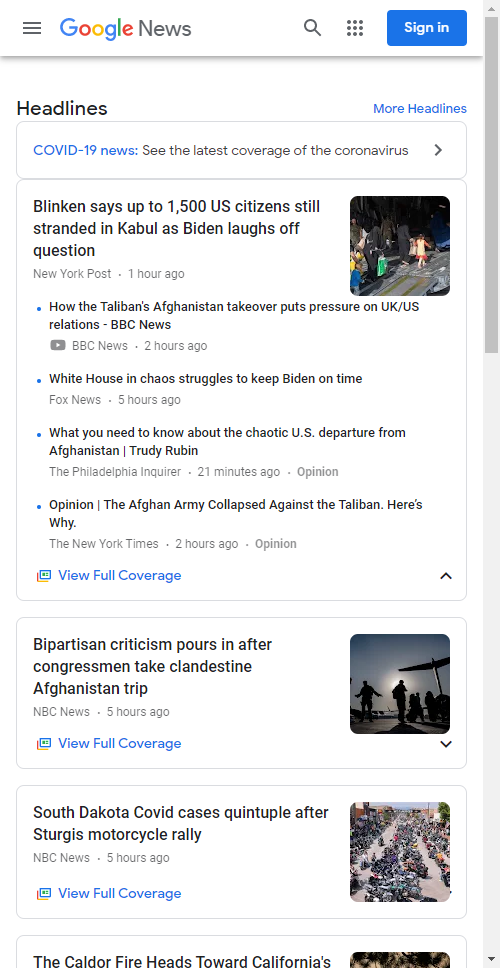 Google News
Sign in
Headlines
More Headlines
COVID-19 news: See the latest coverage of the coronavirus
Blinken says up to 1,500 US citizens still
stranded in Kabul as Biden laughs off
question
New York Post • 1 hour ago
How the Taliban's Afghanistan takeover puts pressure on UK/US
relations - BBC News
BBC News • 2 hours ago
White House in chaos struggles to keep Biden on time
Fox News • 5 hours ago
What you need to know about the chaotic U.S. departure from
Afghanistan | Trudy Rubin
The Philadelphia Inquirer • 21 minutes ago • Opinion
Opinion | The Afghan Army Collapsed Against the Taliban. Here's
Why.
The New York Times • 2 hours ago • Opinion
View Full Coverage
Bipartisan criticism pours in after
congressmen take clandestine
Afghanistan trip
NBC News • 5 hours ago
View Full Coverage
South Dakota Covid cases quintuple after
Sturgis motorcycle rally
NBC News • 5 hours ago
View Full Coverage
The Caldor Fire Heads Toward California's